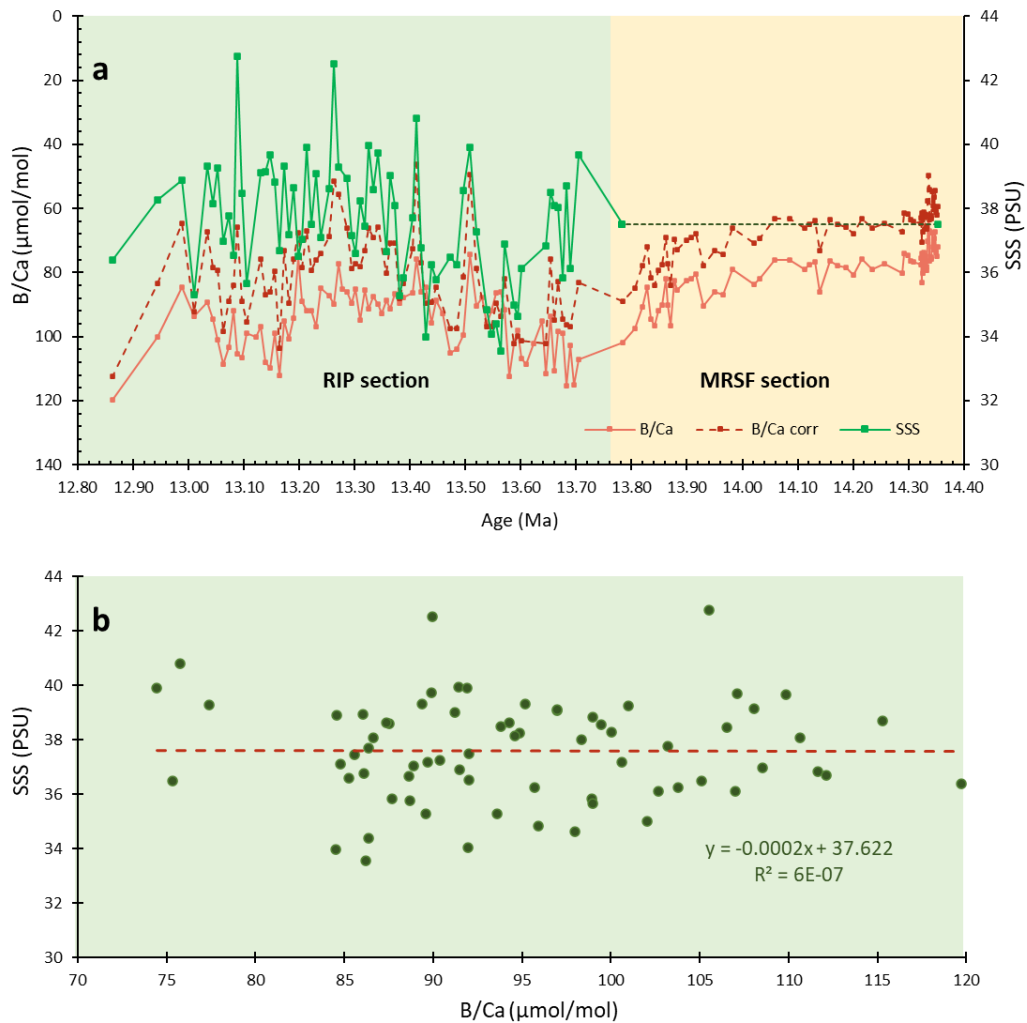 a
B/Ca (μmol/mol)
0
20
40
60
80
100
120
140
44
42
40
38
36
34
32
30
SSS (PSU)
RIP section
MRSF section
B/Ca
B/Ca corr
SSS
12.80 12.90 13.00 13.10 13.20 13.30 13.40 13.50 13.60 13.70 13.80 13.90 14.00 14.10 14.20 14.30 14.40
Age (Ma)
b
SSS (PSU)
44
42
40
38
36
34
32
30
y = -0.0002x + 37.622
R² = 6E-07
70 75 80 85 90 95 100 105 110 115 120
B/Ca (μmol/mol)